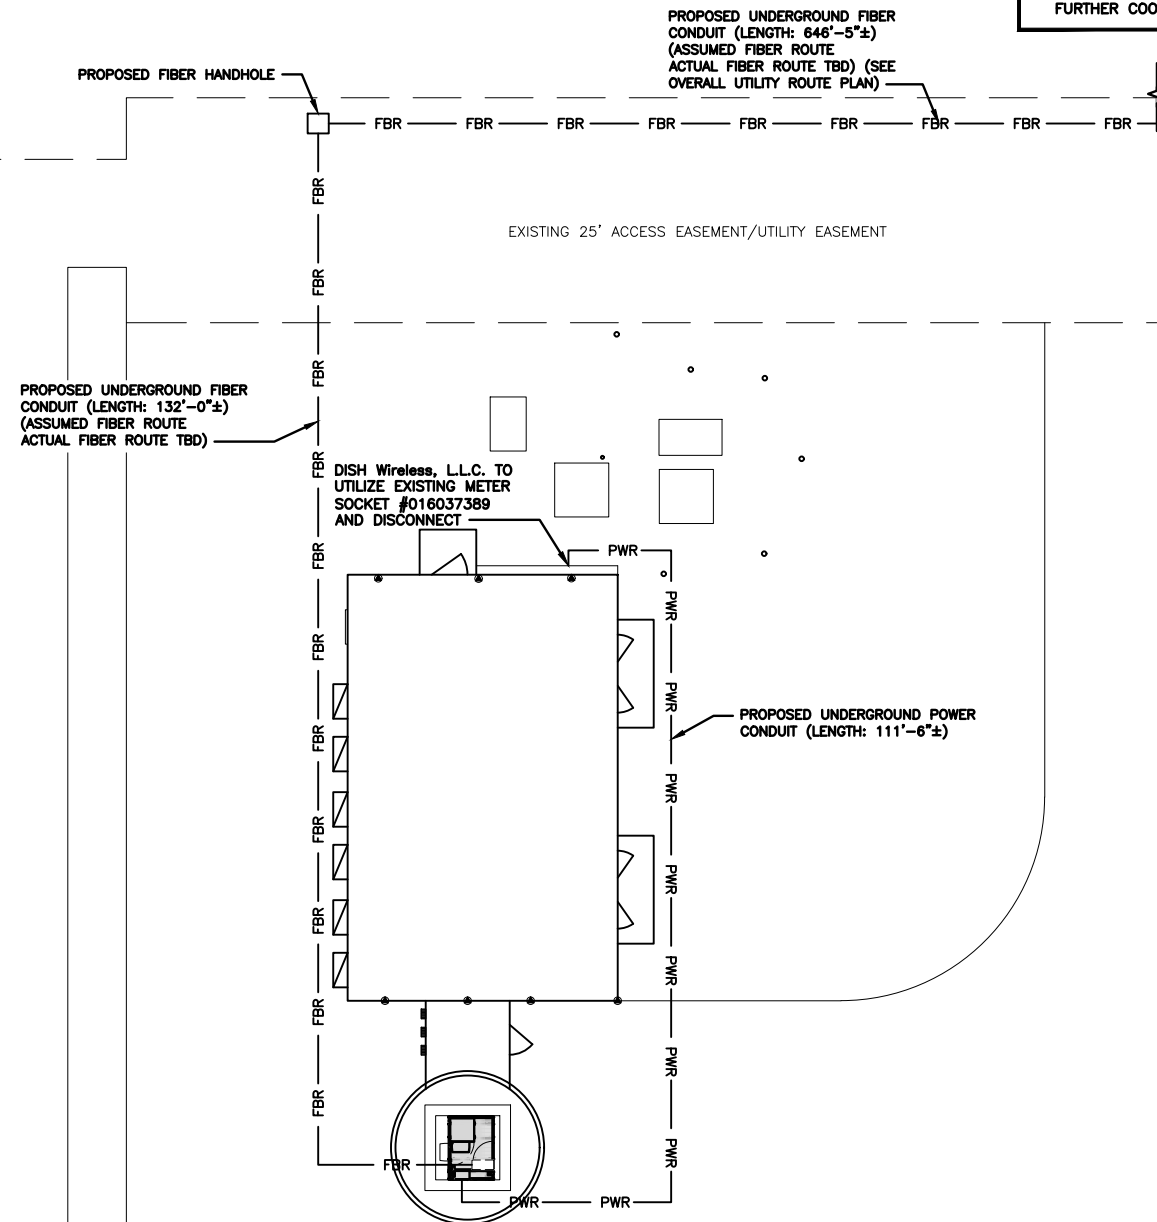 FURTHER COO
PROPOSED UNDERGROUND FIBER
CONDUIT (LENGTH: 646'-5"±)
(ASSUMED FIBER ROUTE
ACTUAL FIBER ROUTE TBD) (SEE
OVERALL UTILITY ROUTE PLAN)
PROPOSED FIBER HANDHOLE
FBR FBR FBR FBR FBR FBR FBR FBR FBR
FBR
EXISTING 25' ACCESS EASEMENT/UTILITY EASEMENT
FBR
FBR
PROPOSED UNDERGROUND FIBER
CONDUIT (LENGTH: 132'-0"±)
(ASSUMED FIBER ROUTE
ACTUAL FIBER ROUTE TBD)
FBR
DISH Wireless, L.L.C. TO
UTILIZE EXISTING METER
SOCKET #016037389
AND DISCONNECT
FBR
PWR
PWR
FBR
PWR
PROPOSED UNDERGROUND POWER
CONDUIT (LENGTH: 111'-6"±)
FBR
PWR
FBR
PWR
FBR
PWR
FBR
PWR
FBR
PWR
FBR
PWR PWR